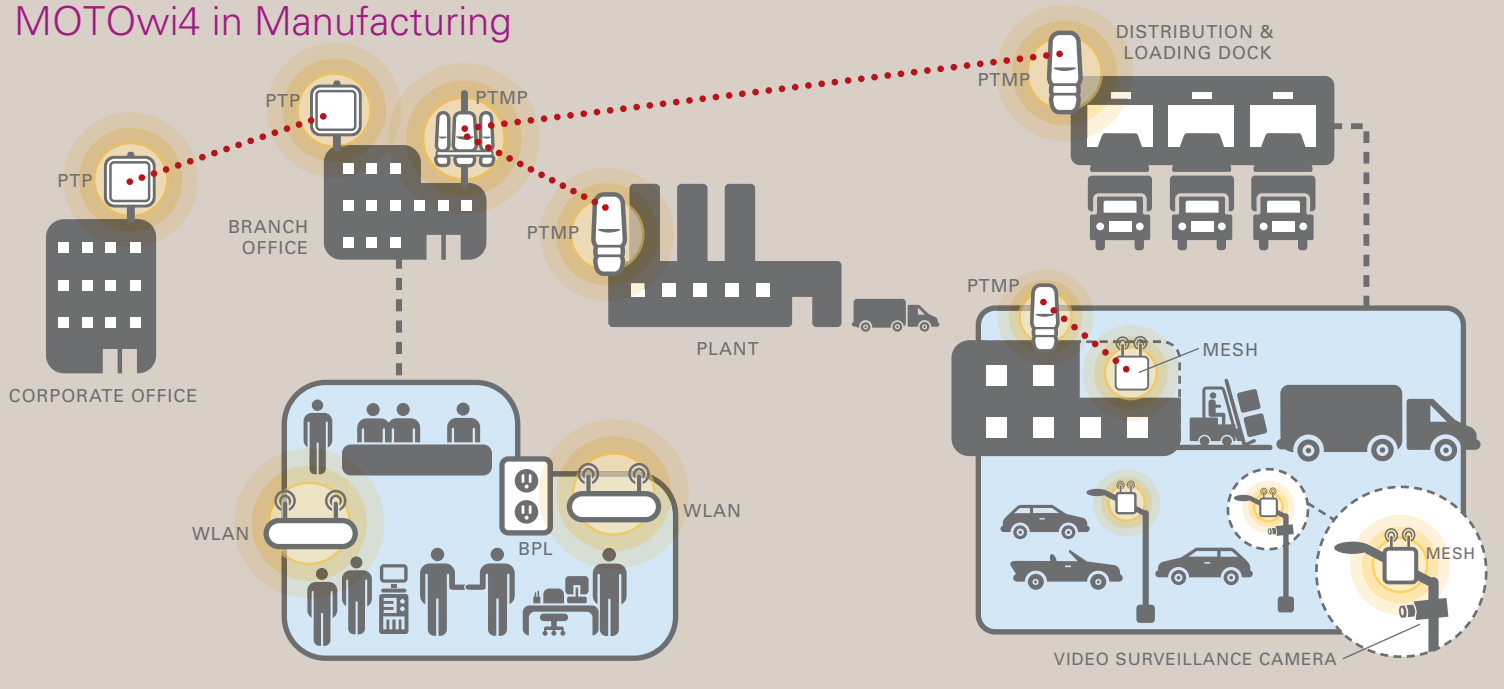 MOTOwi4 in Manufacturing
DISTRIBUTION &
LOADING DOCK
PTMP
PTP
PTMP
PTP
BRANCH
OFFICE
PTMP
PTMP
MESH
PLANT
CORPORATE OFFICE
WLAN
WLAN
BPL
MESH
VIDEO SURVEILLANCE CAMERA